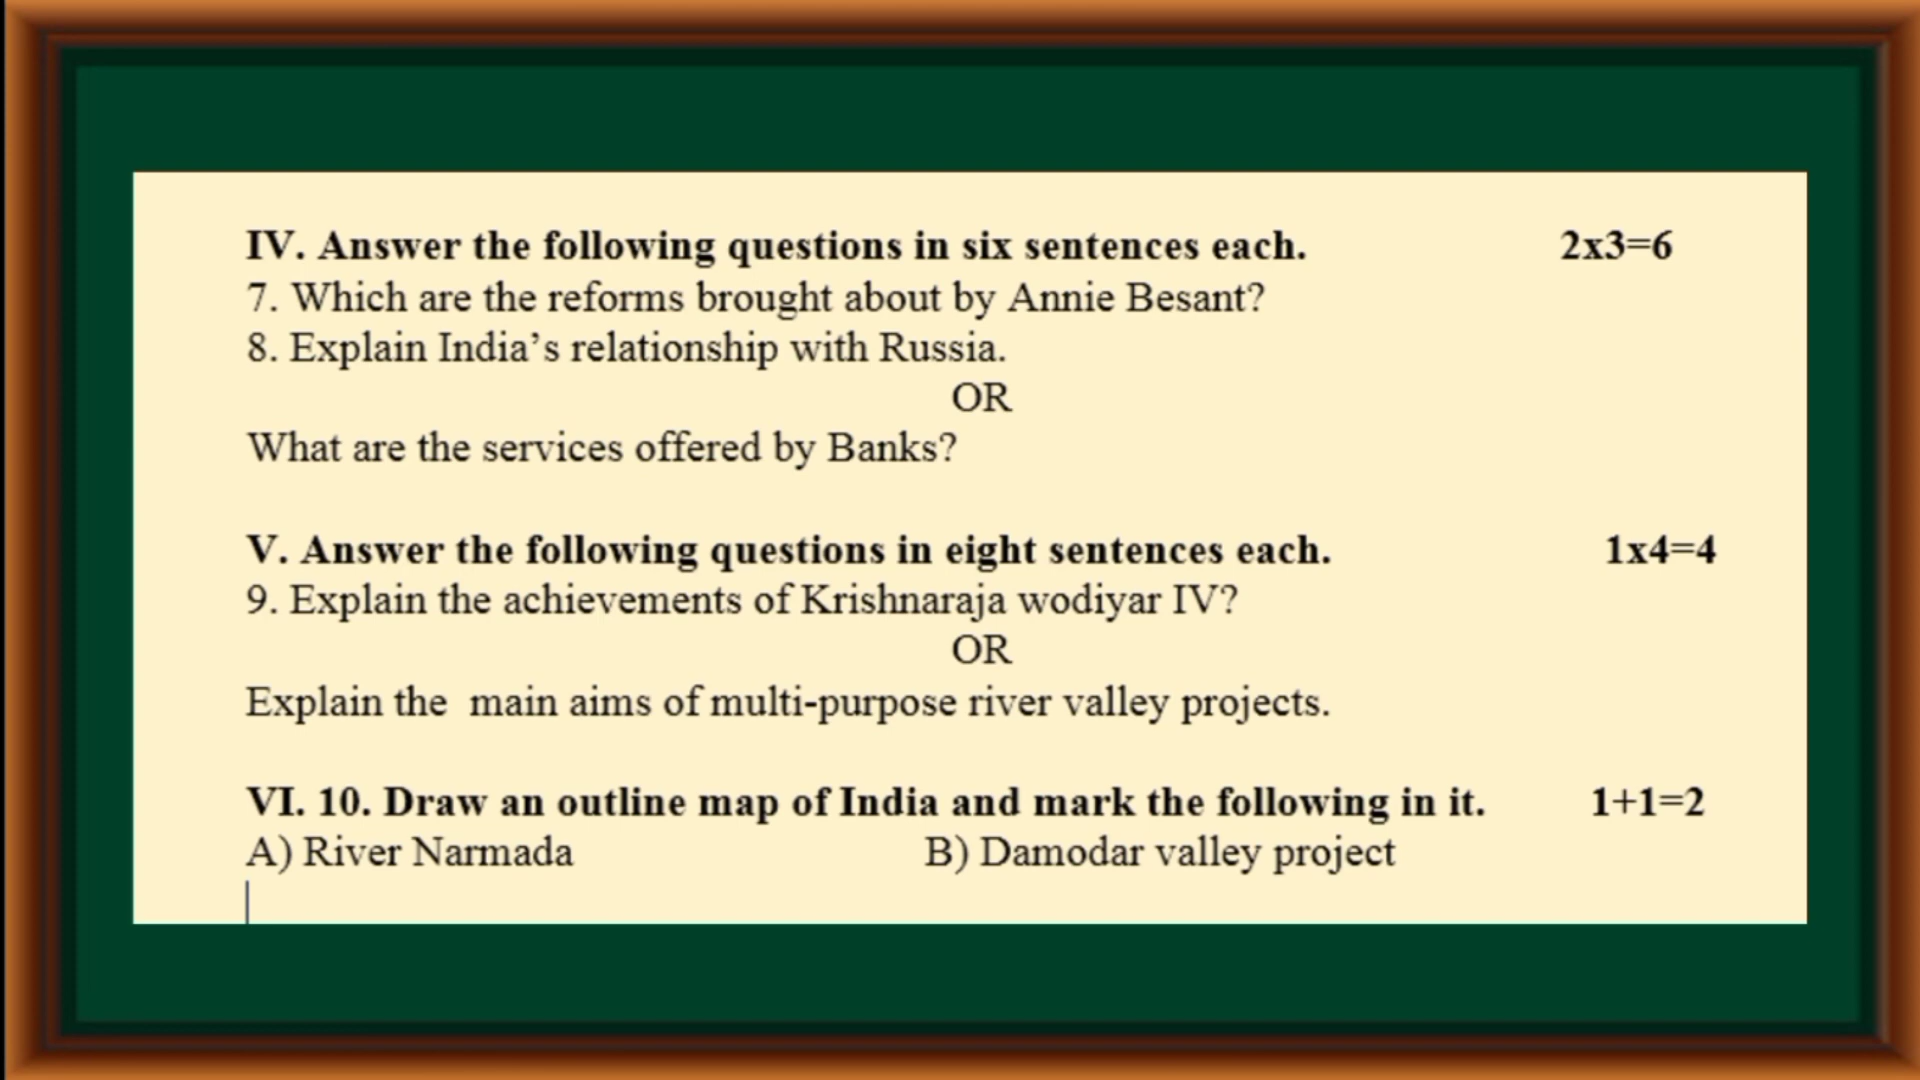 IV. Answer the following questions in six sentences each. 2x3=6
7. Which are the reforms brought about by Annie Besant?
8. Explain India’s relationship with Russia.
OR
What are the services offered by Banks?
V. Answer the following questions in eight sentences each. 1x4=4
9. Explain the achievements of Krishnaraja wodiyar IV?
OR
Explain the main aims of multi-purpose river valley projects.
VI. 10. Draw an outline map of India and mark the following in it. 1+1=2
A) River Narmada B) Damodar valley project